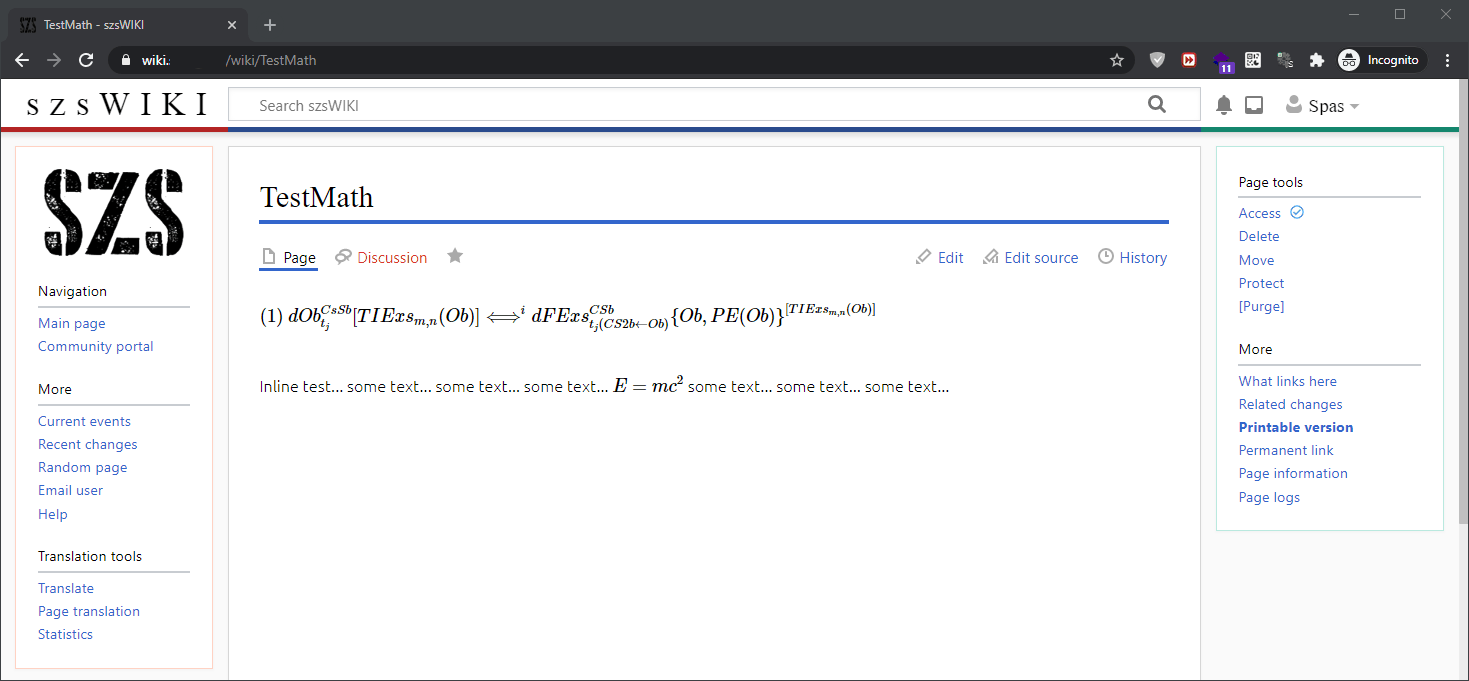 SZS TestMath - szsWIKI
wiki. /wiki/TestMath
11
Incognito
szsWIKI
Search szsWIKI
Spas
SZS
Navigation
Main page
Community portal
More
Current events
Recent changes
Random page
Email user
Help
Translation tools
Translate
Page translation
Statistics
TestMath
Page Discussion Edit Edit source History
(1) dOb_{t_j}^{CsSb}[TIExs_{m,n}(Ob)] ⟺^i dFExs_{t_j(CS2b←Ob)}^{CSb}{Ob, PE(Ob)}^{[TIExs_{m,n}(Ob)]}
Inline test... some text... some text... some text... E = mc² some text... some text... some text...
Page tools
Access
Delete
Move
Protect
[Purge]
More
What links here
Related changes
Printable version
Permanent link
Page information
Page logs